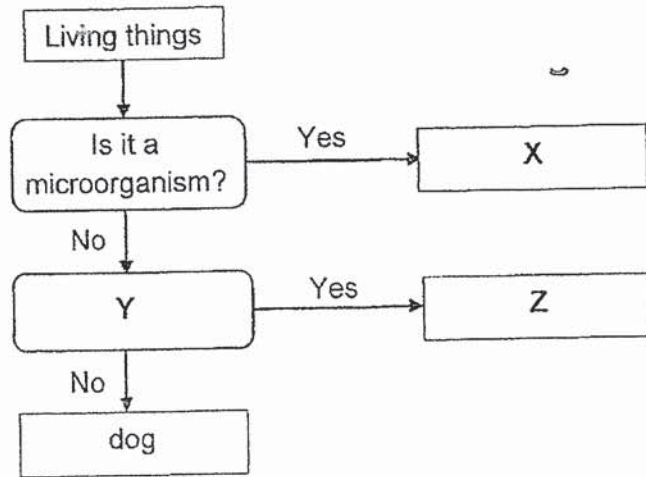 Living things
Is it a
microorganism?
Yes
X
No
Y
Yes
Z
No
dog